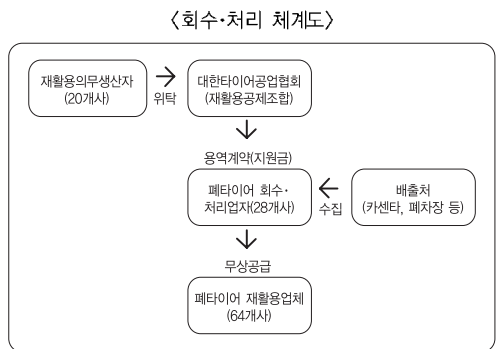 〈회수·처리 체계도〉
재활용의무생산자
(20개사)
위탁
대한타이어공업협회
(재활용공제조합)
용역계약(지원금)
폐타이어 회수·
처리업자(28개사)
수집
배출처
(카센타, 폐차장 등)
무상공급
폐타이어 재활용업체
(64개사)